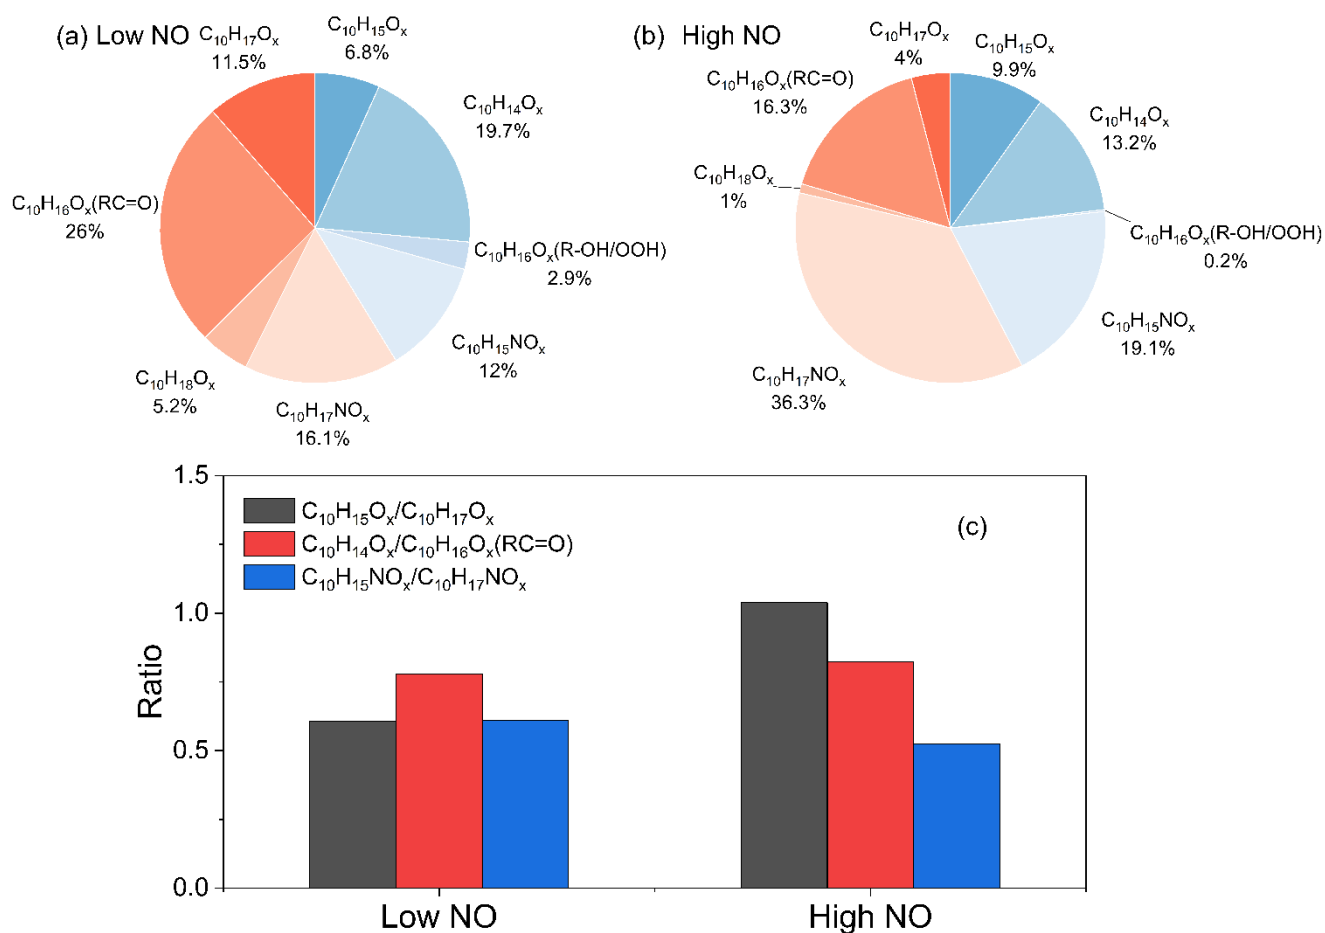 (a) Low NO
C₁₀H₁₇Oₓ
11.5%
C₁₀H₁₅Oₓ
6.8%
C₁₀H₁₄Oₓ
19.7%
C₁₀H₁₆Oₓ(R-OH/OOH)
2.9%
C₁₀H₁₅NOₓ
12%
C₁₀H₁₇NOₓ
16.1%
C₁₀H₁₈Oₓ
5.2%
C₁₀H₁₆Oₓ(RC=O)
26%
(b) High NO
C₁₀H₁₇Oₓ
4%
C₁₀H₁₅Oₓ
9.9%
C₁₀H₁₄Oₓ
13.2%
C₁₀H₁₆Oₓ(R-OH/OOH)
0.2%
C₁₀H₁₅NOₓ
19.1%
C₁₀H₁₇NOₓ
36.3%
C₁₀H₁₈Oₓ
1%
C₁₀H₁₆Oₓ(RC=O)
16.3%
(c)
C₁₀H₁₅Oₓ/C₁₀H₁₇Oₓ
C₁₀H₁₄Oₓ/C₁₀H₁₆Oₓ(RC=O)
C₁₀H₁₅NOₓ/C₁₀H₁₇NOₓ
Ratio
1.5
1.0
0.5
0.0
Low NO
High NO